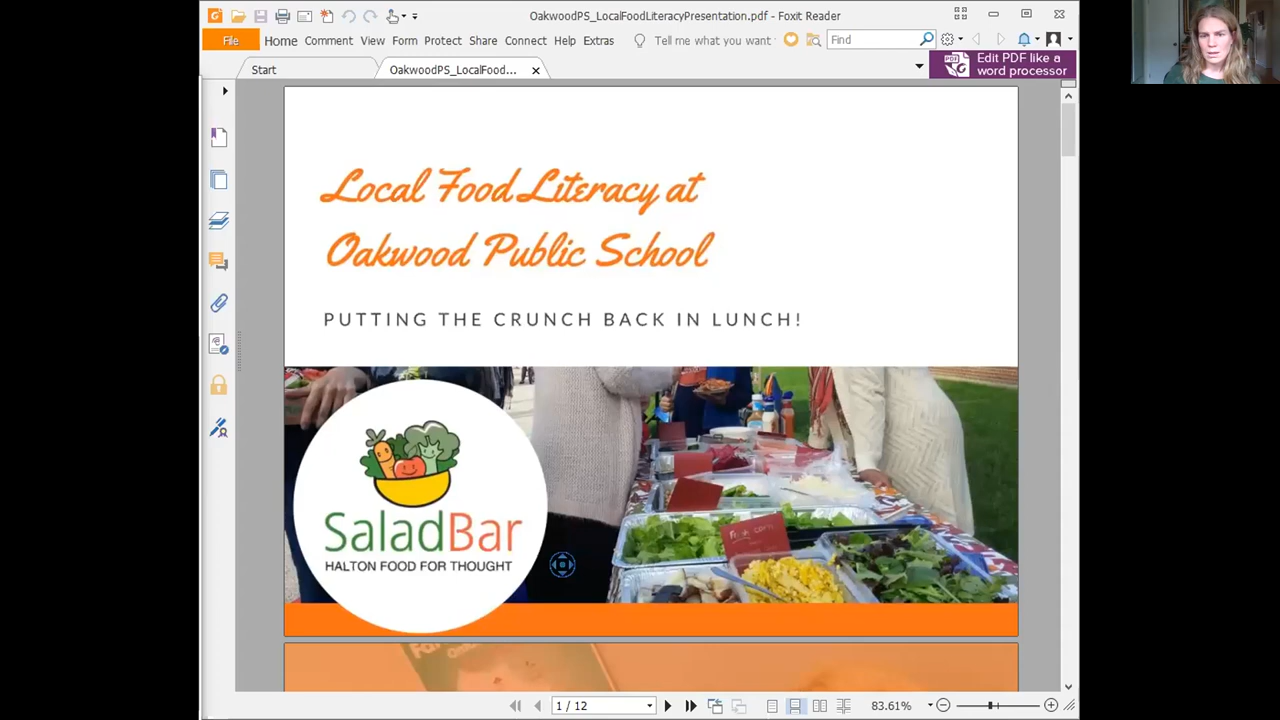 OakwoodPS_LocalFoodLiteracyPresentation.pdf - Foxit Reader
File Home Comment View Form Protect Share Connect Help Extras Tell me what you want Find
Start OakwoodPS_LocalFood... Edit PDF like a
word processor
Local Food Literacy at
Oakwood Public School
PUTTING THE CRUNCH BACK IN LUNCH!
SaladBar
HALTON FOOD FOR THOUGHT
1 / 12 83.61%